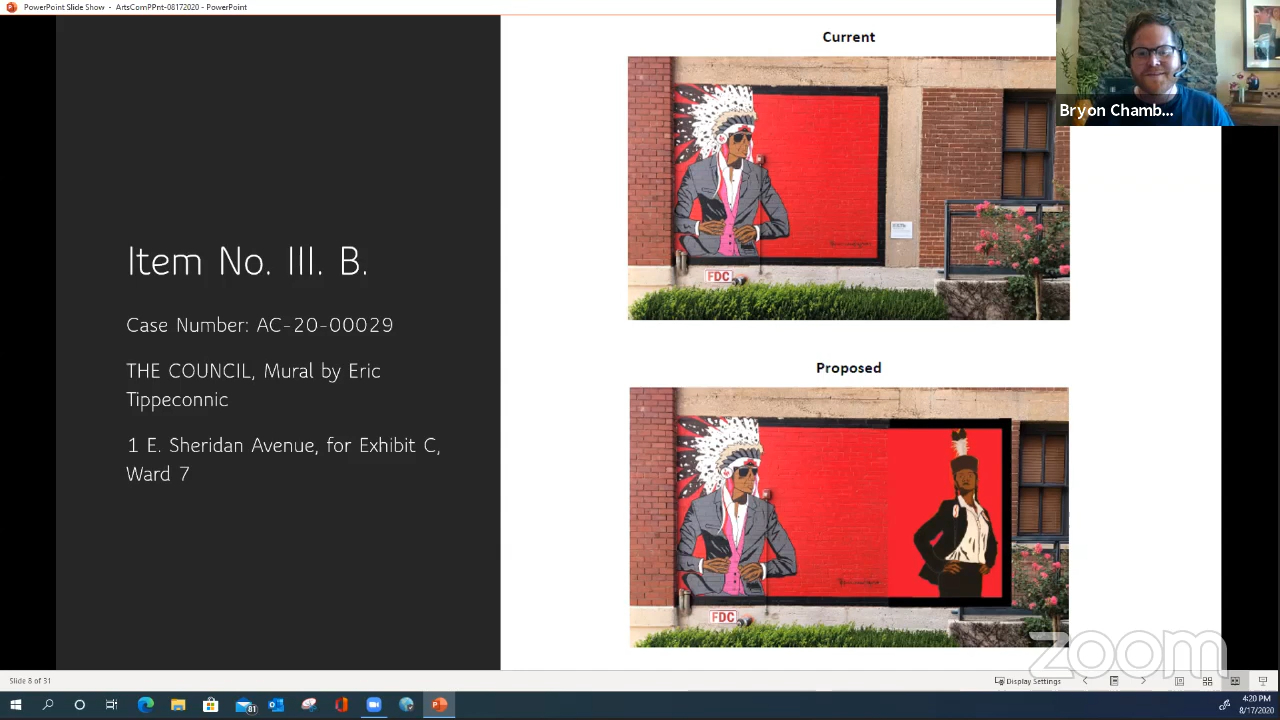 PowerPoint Slide Show - ArtsComPPnt-08172020 - PowerPoint
Current
Bryon Chamb...
FDC
Item No. III. B.
Case Number: AC-20-00029
THE COUNCIL, Mural by Eric
Tippeconnic
1 E. Sheridan Avenue, for Exhibit C,
Ward 7
Proposed
FDC
zoom
Slide 8 of 31
Display Settings
81
4:20 PM
8/17/2020